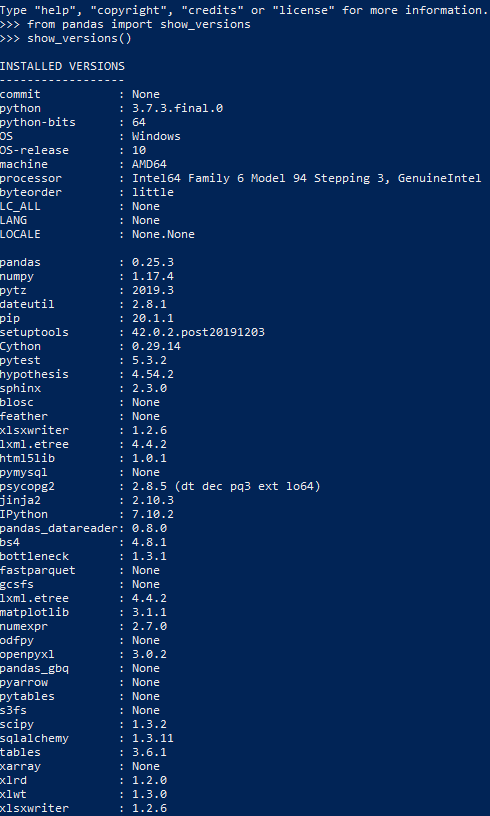 Type "help", "copyright", "credits" or "license" for more information.
>>> from pandas import show_versions
>>> show_versions()
INSTALLED VERSIONS
------------------
commit           : None
python           : 3.7.3.final.0
python-bits      : 64
OS               : Windows
OS-release       : 10
machine          : AMD64
processor        : Intel64 Family 6 Model 94 Stepping 3, GenuineIntel
byteorder        : little
LC_ALL           : None
LANG             : None
LOCALE           : None.None
pandas           : 0.25.3
numpy            : 1.17.4
pytz             : 2019.3
dateutil         : 2.8.1
pip              : 20.1.1
setuptools       : 42.0.2.post20191203
Cython           : 0.29.14
pytest           : 5.3.2
hypothesis       : 4.54.2
sphinx           : 2.3.0
blosc            : None
feather          : None
xlsxwriter       : 1.2.6
lxml.etree       : 4.4.2
html5lib         : 1.0.1
pymysql          : None
psycopg2         : 2.8.5 (dt dec pq3 ext lo64)
jinja2           : 2.10.3
IPython          : 7.10.2
pandas_datareader: 0.8.0
bs4              : 4.8.1
bottleneck       : 1.3.1
fastparquet      : None
gcsfs            : None
lxml.etree       : 4.4.2
matplotlib       : 3.1.1
numexpr          : 2.7.0
odfpy            : None
openpyxl         : 3.0.2
pandas_gbq       : None
pyarrow          : None
pytables         : None
s3fs             : None
scipy            : 1.3.2
sqlalchemy       : 1.3.11
tables           : 3.6.1
xarray           : None
xlrd             : 1.2.0
xlwt             : 1.3.0
xlsxwriter       : 1.2.6